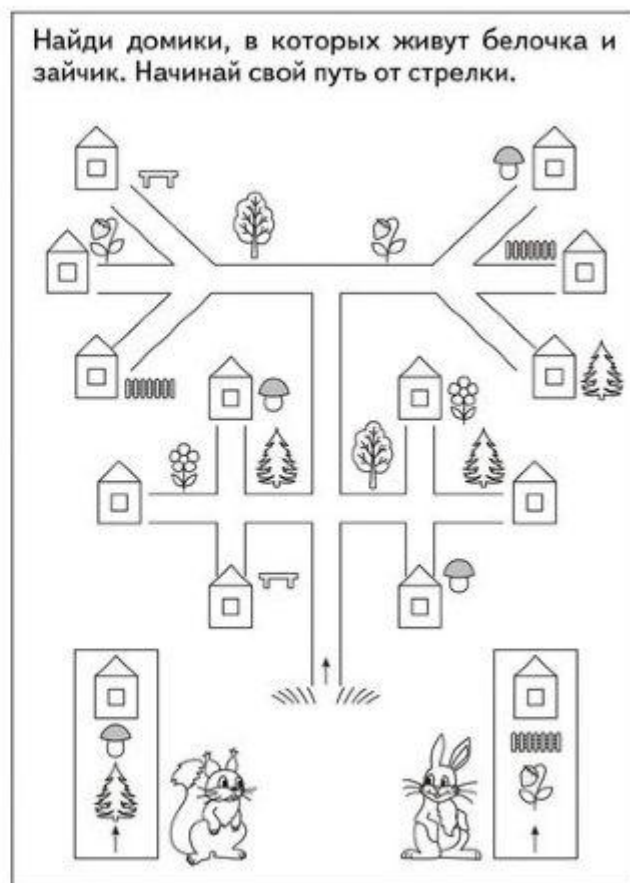 Найди домики, в которых живут белочка и
зайчик. Начинай свой путь от стрелки.